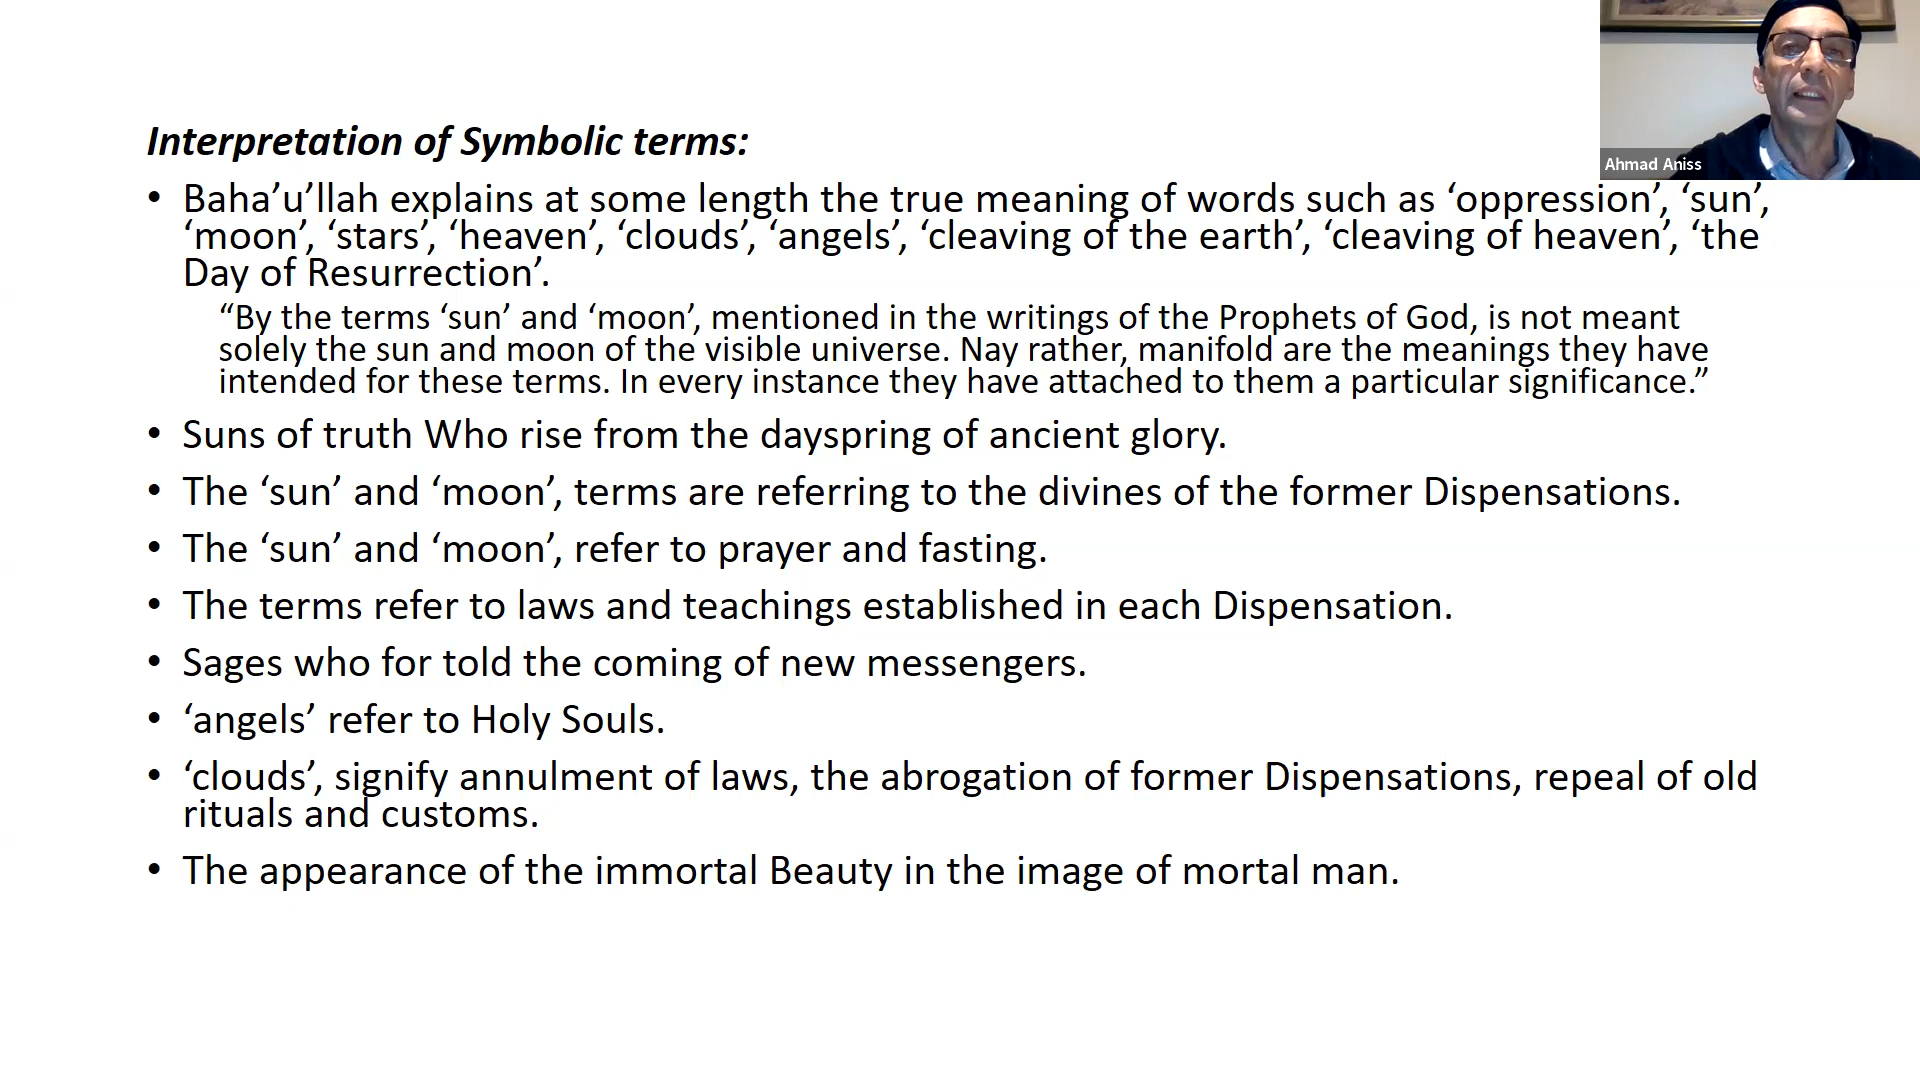 Ahmad Aniss
Interpretation of Symbolic terms:
• Baha’u’llah explains at some length the true meaning of words such as ‘oppression’, ‘sun’,
‘moon’, ‘stars’, ‘heaven’, ‘clouds’, ‘angels’, ‘cleaving of the earth’, ‘cleaving of heaven’, ‘the
Day of Resurrection’.
“By the terms ‘sun’ and ‘moon’, mentioned in the writings of the Prophets of God, is not meant
solely the sun and moon of the visible universe. Nay rather, manifold are the meanings they have
intended for these terms. In every instance they have attached to them a particular significance.”
• Suns of truth Who rise from the dayspring of ancient glory.
• The ‘sun’ and ‘moon’, terms are referring to the divines of the former Dispensations.
• The ‘sun’ and ‘moon’, refer to prayer and fasting.
• The terms refer to laws and teachings established in each Dispensation.
• Sages who for told the coming of new messengers.
• ‘angels’ refer to Holy Souls.
• ‘clouds’, signify annulment of laws, the abrogation of former Dispensations, repeal of old
rituals and customs.
• The appearance of the immortal Beauty in the image of mortal man.